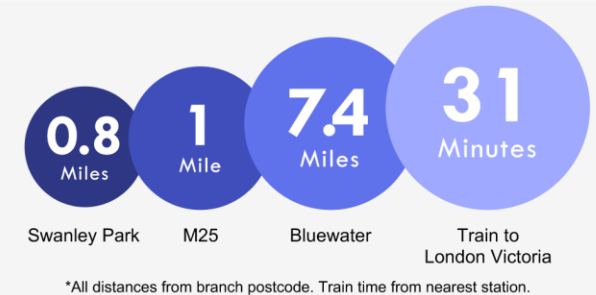 0.8
Miles
Swanley Park
1
Mile
M25
7.4
Miles
Bluewater
31
Minutes
Train to
London Victoria
*All distances from branch postcode. Train time from nearest station.